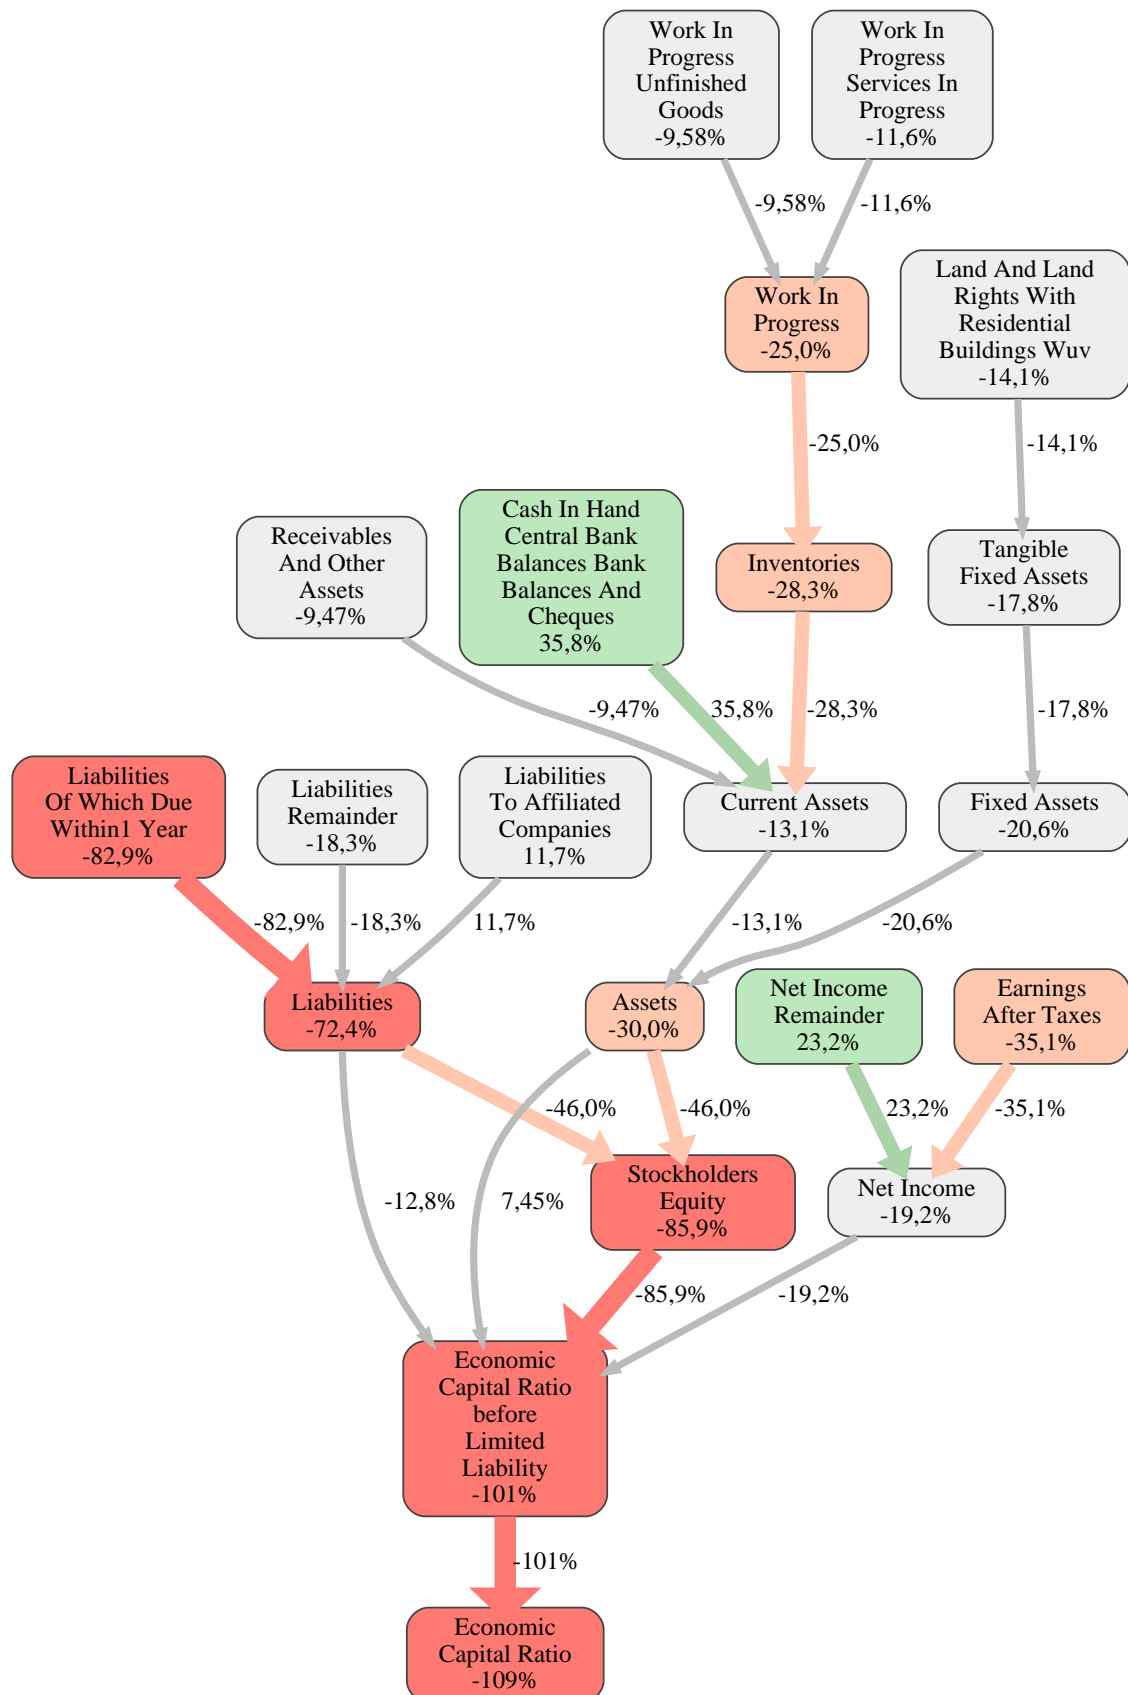 Work In
Progress
Unfinished
Goods
-9,58%
Work In
Progress
Services In
Progress
-11,6%
-9,58%
-11,6%
Work In
Progress
-25,0%
Land And Land
Rights With
Residential
Buildings Wuv
-14,1%
-25,0%
-14,1%
Receivables
And Other
Assets
-9,47%
Cash In Hand
Central Bank
Balances Bank
Balances And
Cheques
35,8%
Inventories
-28,3%
Tangible
Fixed Assets
-17,8%
-9,47%
35,8%
-28,3%
-17,8%
Liabilities
Of Which Due
Within1 Year
-82,9%
Liabilities
Remainder
-18,3%
Liabilities
To Affiliated
Companies
11,7%
Current Assets
-13,1%
Fixed Assets
-20,6%
-82,9%
-18,3%
11,7%
-13,1%
-20,6%
Liabilities
-72,4%
Assets
-30,0%
Net Income
Remainder
23,2%
Earnings
After Taxes
-35,1%
-46,0%
-46,0%
23,2%
-35,1%
-12,8%
7,45%
Stockholders
Equity
-85,9%
Net Income
-19,2%
-85,9%
-19,2%
Economic
Capital Ratio
before
Limited
Liability
-101%
-101%
Economic
Capital Ratio
-109%